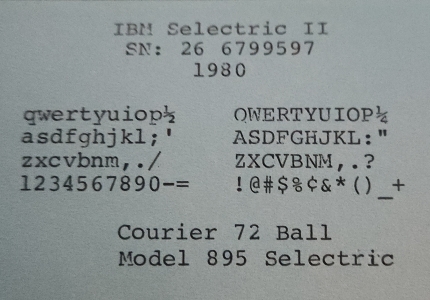 IBM Selectric II
SN: 26 6799597
1980
qwertyuiop½ QWERTYUIOP¼
asdfghjkl;' ASDFGHJKL:"
zxcvbnm,./ ZXCVBNM,.?
1234567890-= !@#$%¢&*()_+
Courier 72 Ball
Model 895 Selectric